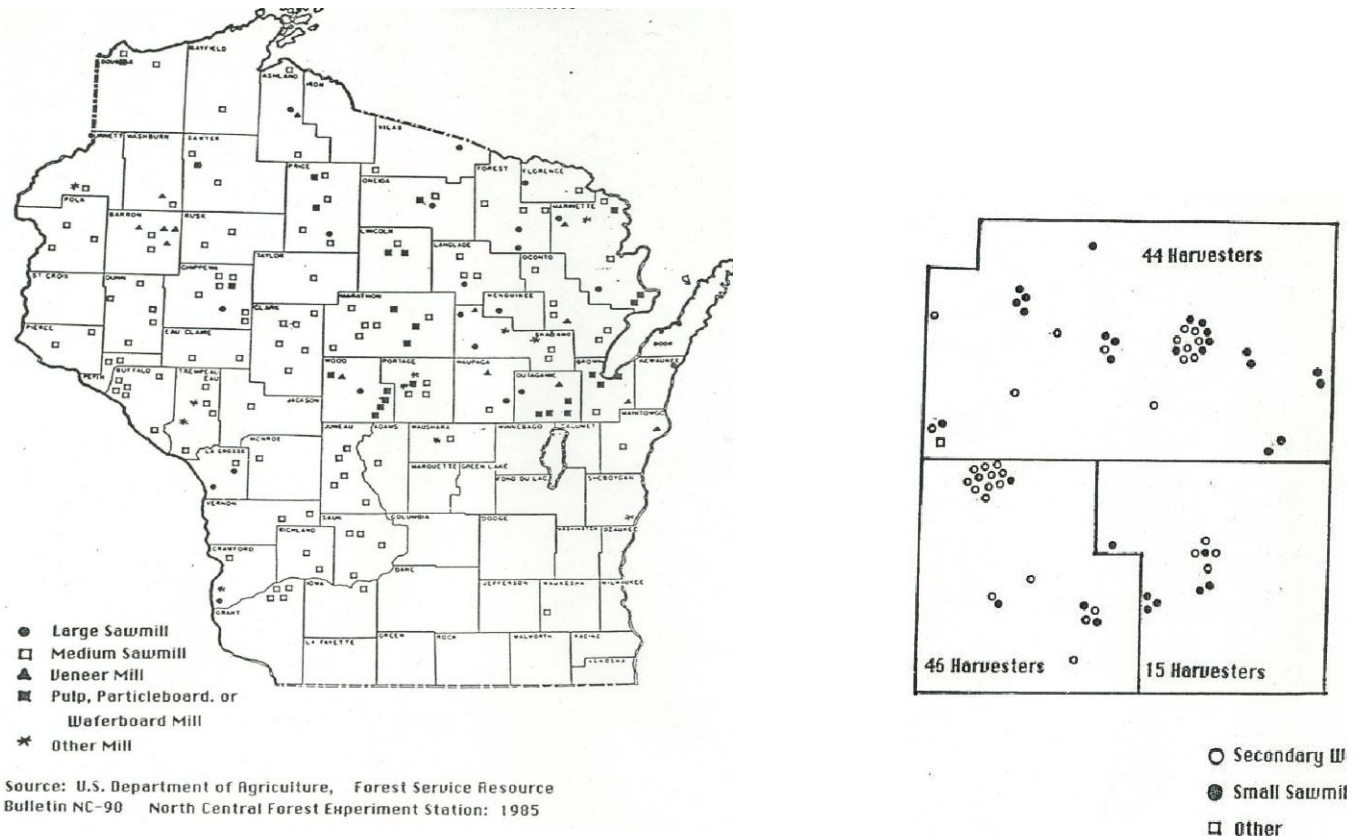 DOUGLAS
BAYFIELD
ASHLAND
IRON
VILAS
BURNETT
WASHBURN
SAWYER
PRICE
ONEIDA
FOREST
FLORENCE
POLK
BARRON
RUSK
MARINETTE
LINCOLN
LANGLADE
TAYLOR
OCONTO
ST CROIX
DUNN
CHIPPEWA
CLARK
MARATHON
MENOMINEE
SHAWANO
DOOR
PIERCE
EAU CLAIRE
PEPIN
BUFFALO
TREMPEAL
EAU
WOOD
PORTAGE
WAUPACA
OUTAGAMIE
BROWN
KEWAUNEE
JACKSON
MANITOWOC
MONROE
JUNEAU
ADAMS
WAUSHARA
WINNEBAGO
CALUMET
LA CROSSE
MARQUETTE
GREEN LAKE
FOND DU LAC
SHEBOYGAN
VERNON
SAUK
COLUMBIA
DODGE
WASHINGTON
OZAUKEE
RICHLAND
CRAWFORD
DANE
IOWA
JEFFERSON
WAUKESHA
MILWAUKEE
GRANT
LA FAYETTE
GREEN
ROCK
WALWORTH
RACINE
KENOSHA
Large Sawmill
Medium Sawmill
Veneer Mill
Pulp, Particleboard. or
Waferboard Mill
Other Mill
Source: U.S. Department of Agriculture, Forest Service Resource
Bulletin NC-90 North Central Forest Experiment Station: 1985
44 Harvesters
46 Harvesters
15 Harvesters
Secondary W
Small Sawmil
Other